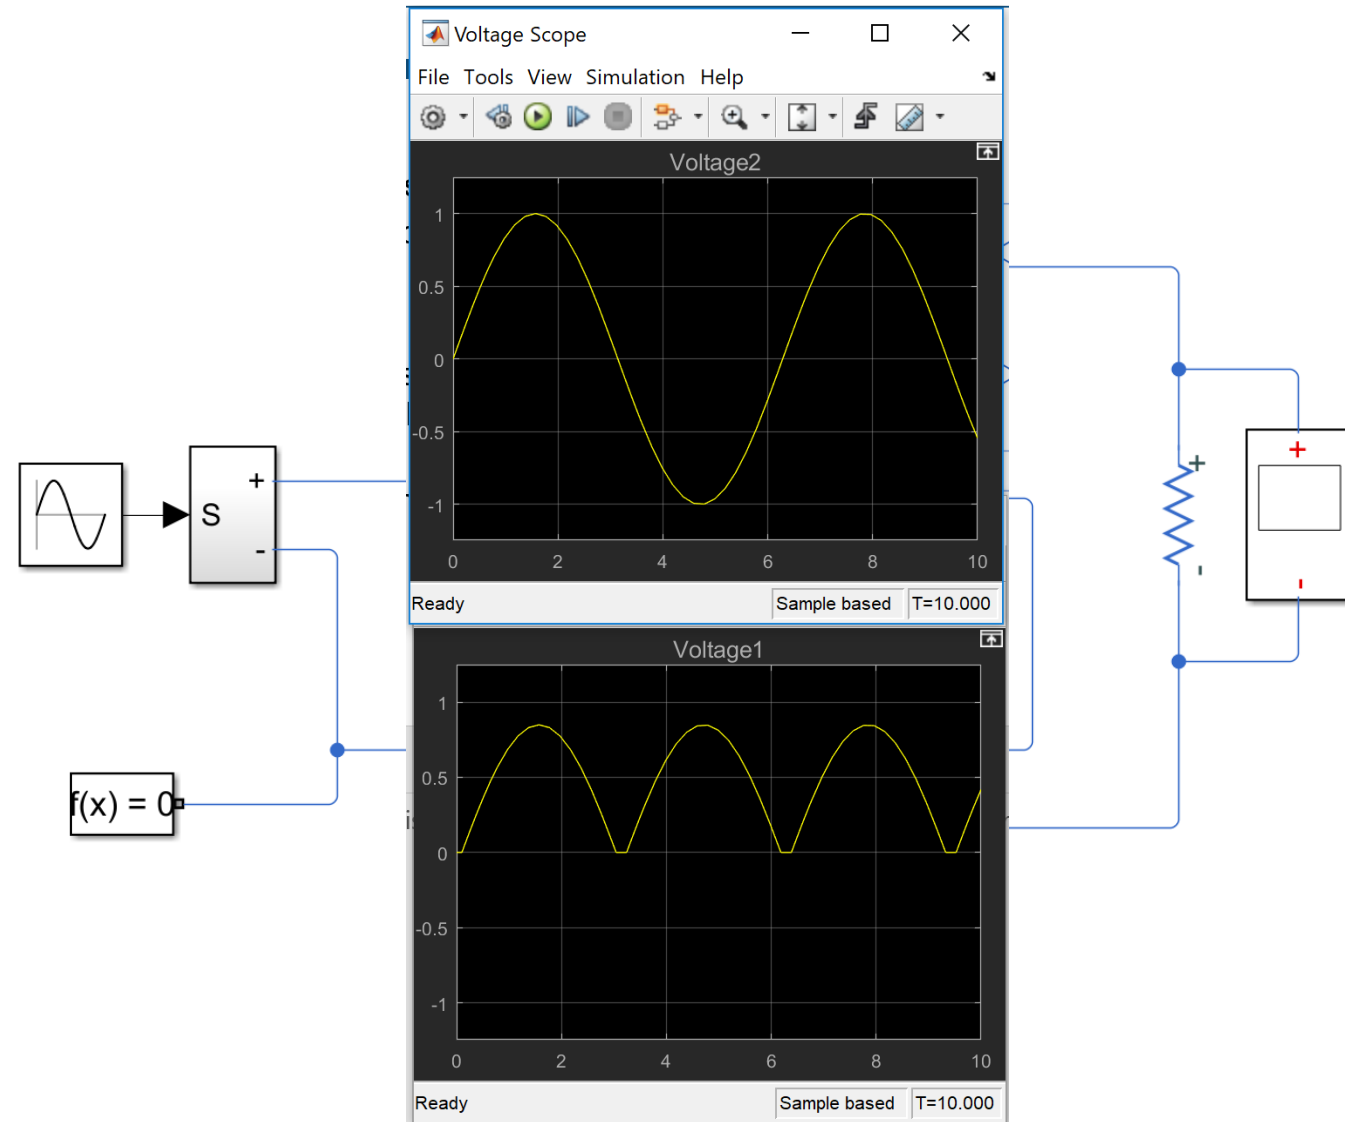 Voltage Scope
File Tools View Simulation Help
Voltage2
1
0.5
0
-0.5
-1
0 2 4 6 8 10
Ready Sample based T=10.000
Voltage1
1
0.5
0
-0.5
-1
0 2 4 6 8 10
Ready Sample based T=10.000
S
+
-
f(x) = 0
+
-
+
-